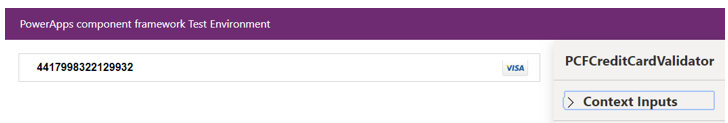 PowerApps component framework Test Environment
4417998322129932 VISA
PCFCreditCardValidator
Context Inputs